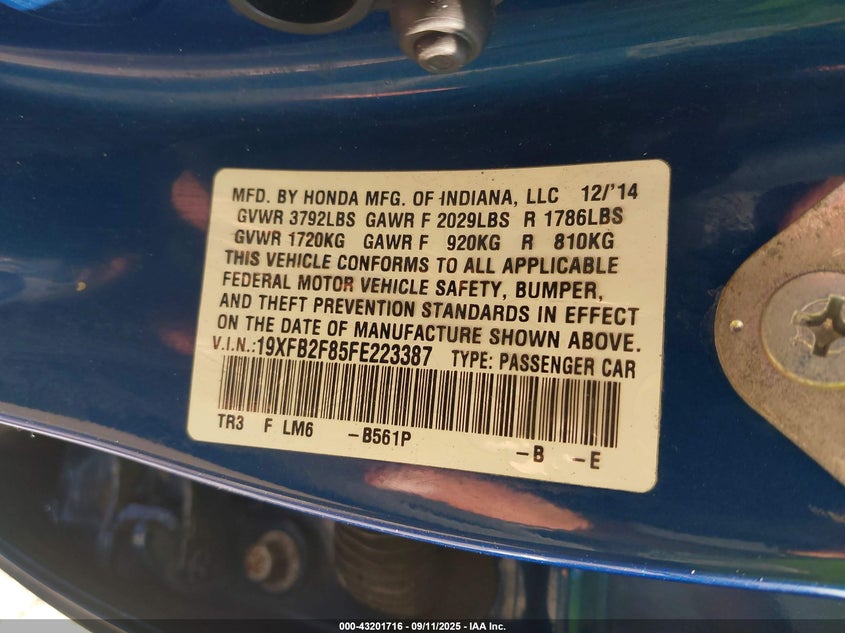 MFD. BY HONDA MFG. OF INDIANA, LLC 12/'14
GVWR 3792LBS GAWR F 2029LBS R 1786LBS
GVWR 1720KG GAWR F 920KG R 810KG
THIS VEHICLE CONFORMS TO ALL APPLICABLE
FEDERAL MOTOR VEHICLE SAFETY, BUMPER,
AND THEFT PREVENTION STANDARDS IN EFFECT
ON THE DATE OF MANUFACTURE SHOWN ABOVE.
V.I.N.:19XFB2F85FE223387 TYPE: PASSENGER CAR
TR3 F LM6 -B561P
-B -E
000-43201716 - 09/11/2025 - IAA Inc.